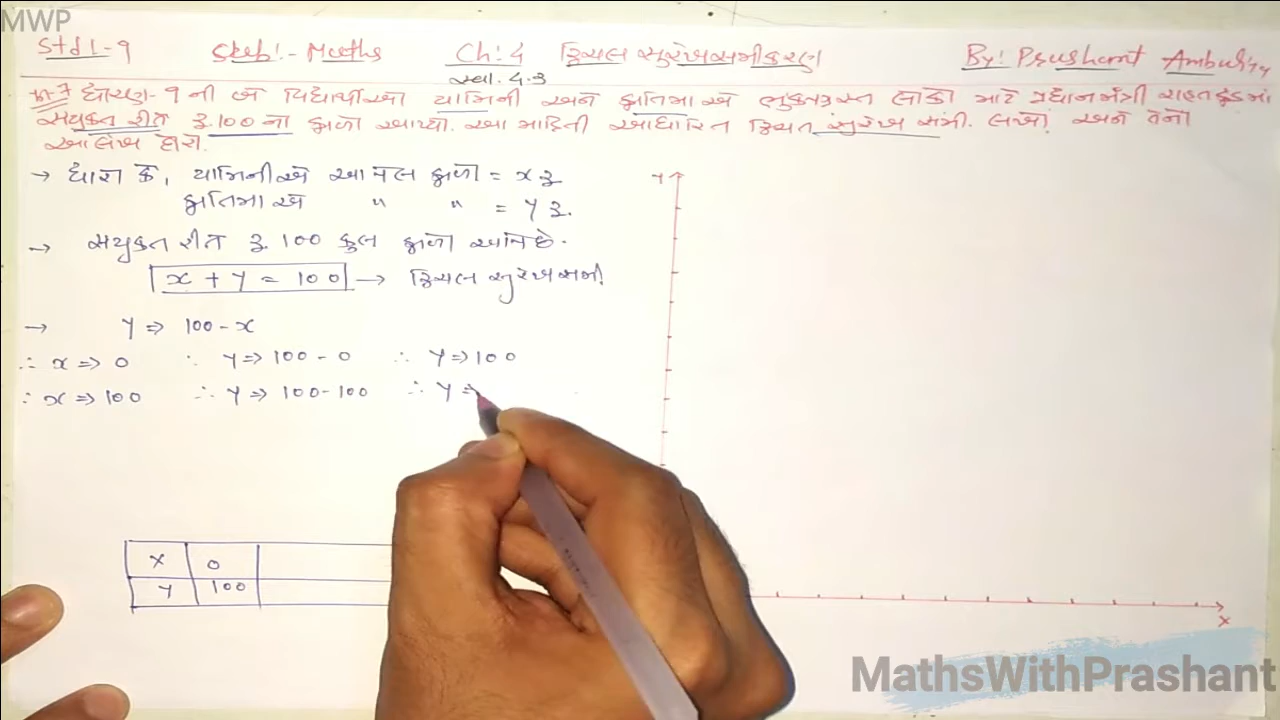 MWP
Std:- 9 Sub:- Maths Ch: 4 દ્વિચલ સુરેખ સમીકરણ By: Prashant Ambaliya
સ્વા. 4.3
પ્ર-7 ધોરણ-9 ની બે વિદ્યાર્થીઓ યામિની અને ફાતિમાએ ભૂકંપગ્રસ્ત લોકો માટે પ્રધાનમંત્રી રાહતફંડમાં
સંયુક્ત રીતે રૂ.100 નો ફાળો આપ્યો. આ માહિતી આધારિત દ્વિચલ સુરેખ સમી. લખો અને તેનો
આલેખ દોરો.
→ ધારો કે, યામિનીએ આપેલ ફાળો = x રૂ
ફાતિમાએ " " = y રૂ.
→ સયુક્ત રીતે રૂ 100 કુલ ફાળો આપે છે.
x + y = 100 → દ્વિચલ સુરેખ સમી
→ y ⇒ 100 - x
∴ x ⇒ 0 ∴ y ⇒ 100 - 0 ∴ y ⇒ 100
∴ x ⇒ 100 ∴ y ⇒ 100 - 100 ∴ y ⇒
X 0
Y 100
Y
X
MathsWithPrashant